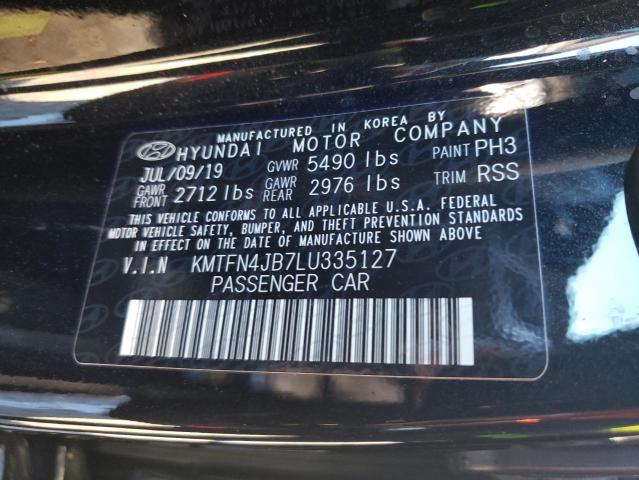 MANUFACTURED IN KOREA BY
HYUNDAI MOTOR COMPANY
JUL/09/19 GVWR 5490 lbs PAINT PH3
GAWR FRONT 2712 lbs GAWR REAR 2976 lbs TRIM RSS
THIS VEHICLE CONFORMS TO ALL APPLICABLE U.S.A. FEDERAL
MOTOR VEHICLE SAFETY, BUMPER, AND THEFT PREVENTION STANDARDS
IN EFFECT ON THE DATE OF MANUFACTURE SHOWN ABOVE
V.I.N KMTFN4JB7LU335127
PASSENGER CAR